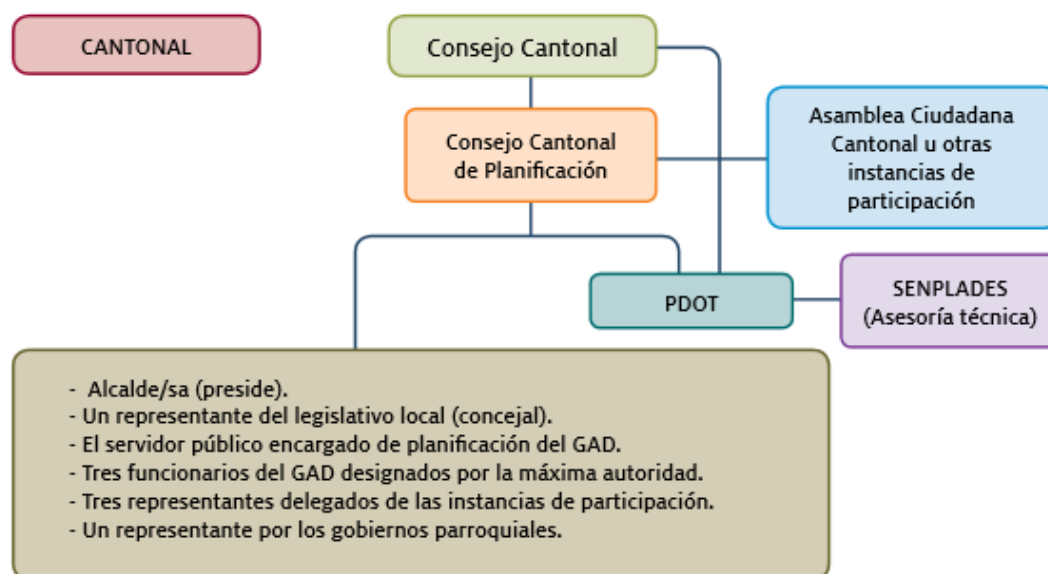 CANTONAL
Consejo Cantonal
Consejo Cantonal
de Planificación
Asamblea Ciudadana
Cantonal u otras
instancias de
participación
PDOT
SENPLADES
(Asesoría técnica)
- Alcalde/sa (preside).
- Un representante del legislativo local (concejal).
- El servidor público encargado de planificación del GAD.
- Tres funcionarios del GAD designados por la máxima autoridad.
- Tres representantes delegados de las instancias de participación.
- Un representante por los gobiernos parroquiales.